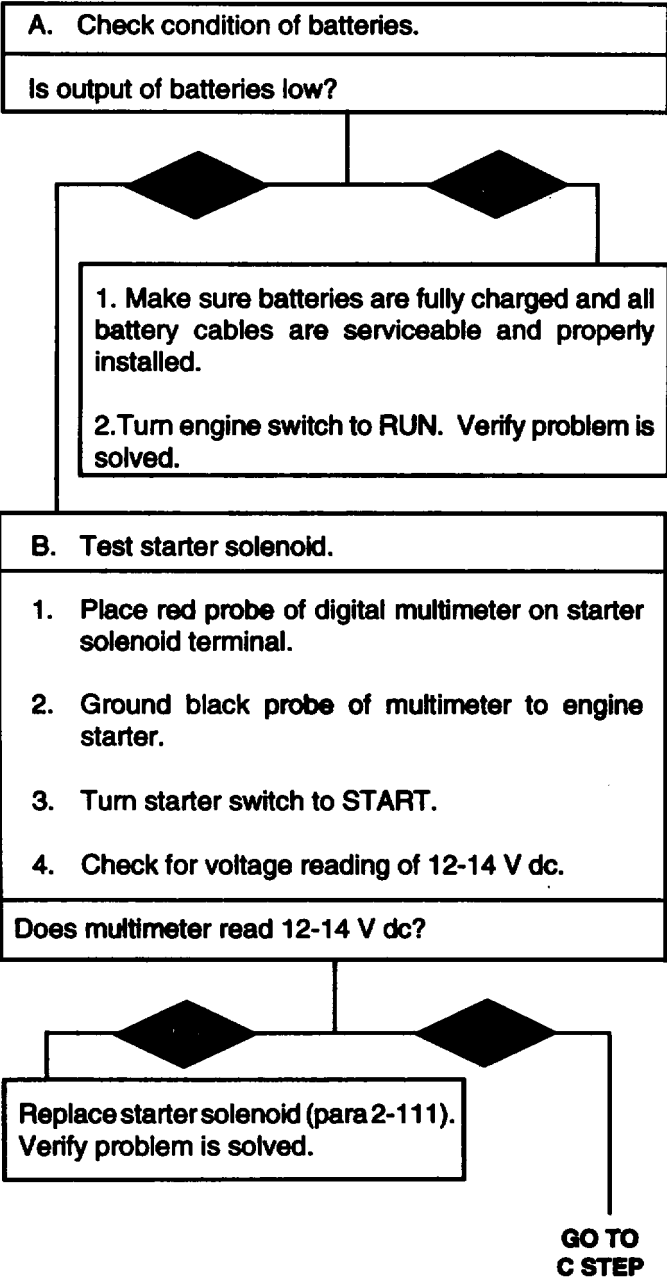 A. Check condition of batteries.
Is output of batteries low?
1. Make sure batteries are fully charged and all
battery cables are serviceable and properly
installed.
2.Turn engine switch to RUN. Verify problem is
solved.
B. Test starter solenoid.
1. Place red probe of digital multimeter on starter
solenoid terminal.
2. Ground black probe of multimeter to engine
starter.
3. Turn starter switch to START.
4. Check for voltage reading of 12-14 V dc.
Does multimeter read 12-14 V dc?
Replace starter solenoid (para 2-111).
Verify problem is solved.
GO TO
C STEP